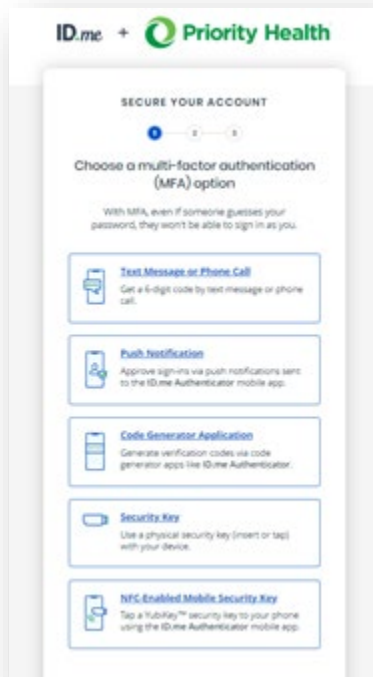 ID.me + Priority Health
SECURE YOUR ACCOUNT
1 2 3
Choose a multi-factor authentication
(MFA) option
With MFA, even if someone guesses your
password, they won't be able to sign in as you.
Text Message or Phone Call
Get a 6-digit code by text message or phone
call.
Push Notification
Approve sign-ins via push notifications sent
to the ID.me Authenticator mobile app.
Code Generator Application
Generate verification codes via code
generator apps like ID.me Authenticator.
Security Key
Use a physical security key (insert or tap)
with your device.
NFC-Enabled Mobile Security Key
Tap a YubiKey™ security key to your phone
using the ID.me Authenticator mobile app.